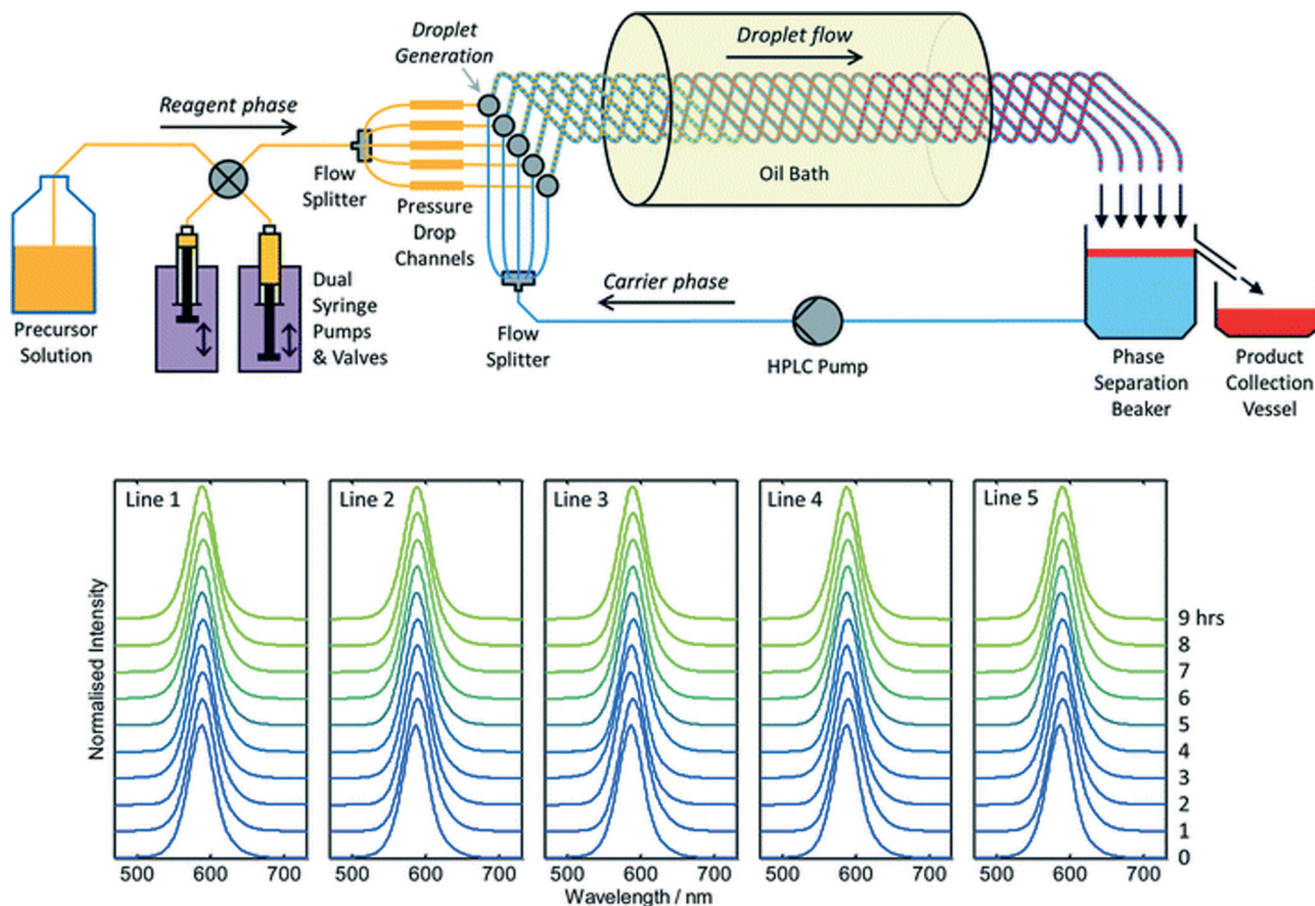 Droplet
Generation
Droplet flow
Reagent phase
Oil Bath
Flow
Splitter
Pressure
Drop
Channels
Carrier phase
Precursor
Solution
Dual
Syringe
Pumps
& Valves
Flow
Splitter
HPLC Pump
Phase
Separation
Beaker
Product
Collection
Vessel
Line 1
Line 2
Line 3
Line 4
Line 5
Normalised Intensity
9 hrs
8
7
6
5
4
3
2
1
0
500 600 700
500 600 700
500 600 700
500 600 700
500 600 700
Wavelength / nm